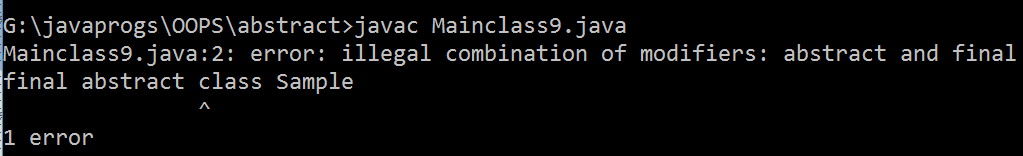 G:\javaprogs\OOPS\abstract>javac Mainclass9.java
Mainclass9.java:2: error: illegal combination of modifiers: abstract and final
final abstract class Sample
^
1 error